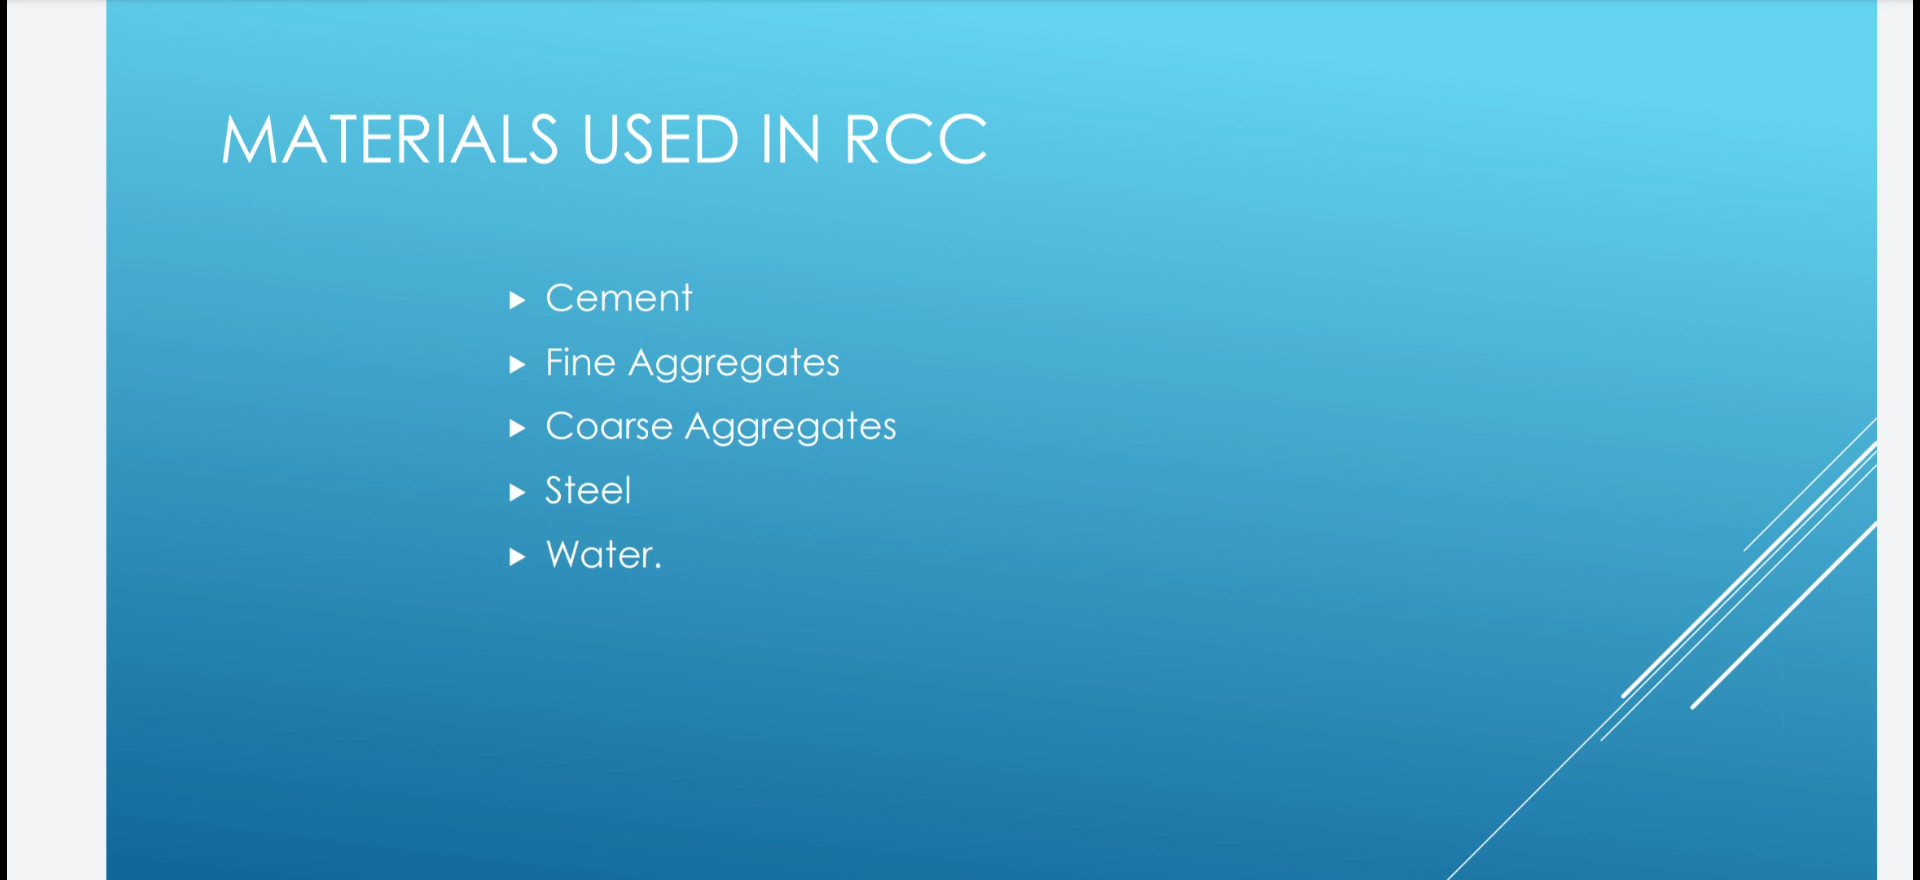 MATERIALS USED IN RCC
Cement
Fine Aggregates
Coarse Aggregates
Steel
Water.